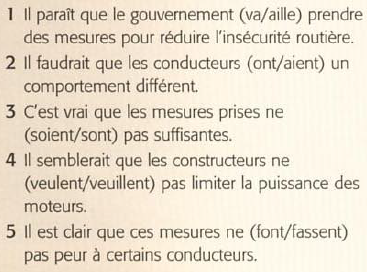 1 Il paraît que le gouvernement (va/aille) prendre
des mesures pour réduire l'insécurité routière.
2 Il faudrait que les conducteurs (ont/aient) un
comportement différent.
3 C'est vrai que les mesures prises ne
(soient/sont) pas suffisantes.
4 Il semblerait que les constructeurs ne
(veulent/veuillent) pas limiter la puissance des
moteurs.
5 Il est clair que ces mesures ne (font/fassent)
pas peur à certains conducteurs.